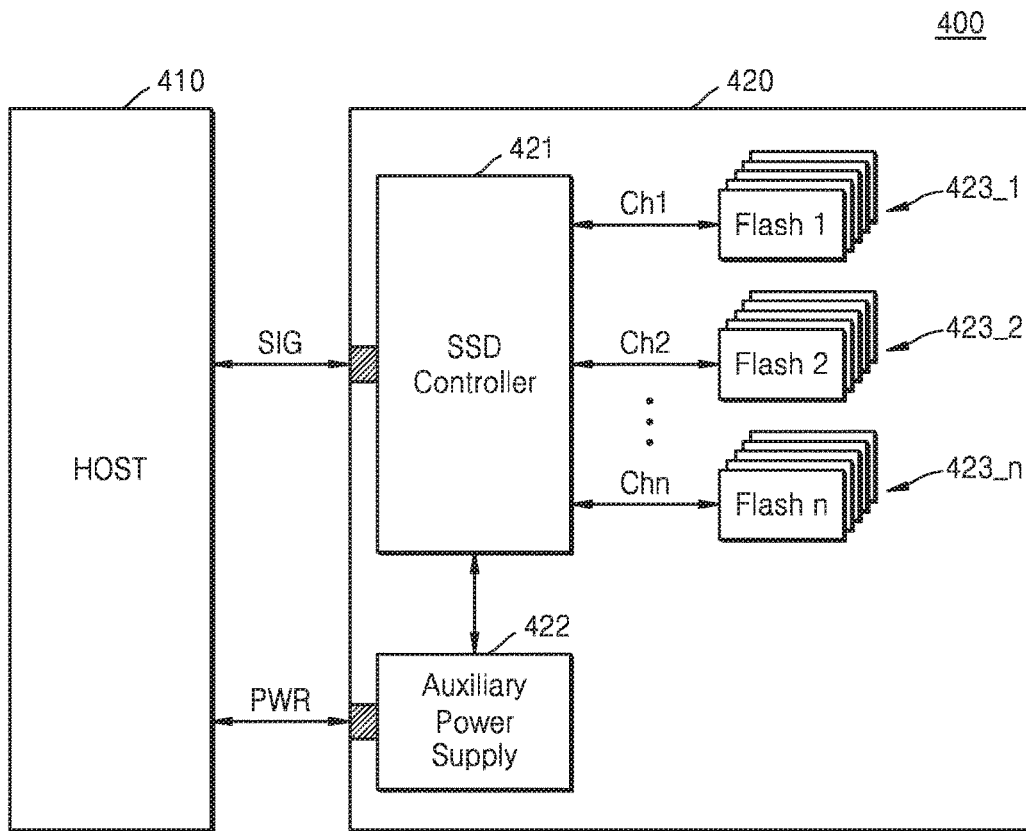 400
410
420
421
Ch1
Flash 1
423_1
SIG
SSD
Controller
Ch2
Flash 2
423_2
HOST
Chn
Flash n
423_n
422
PWR
Auxiliary
Power
Supply